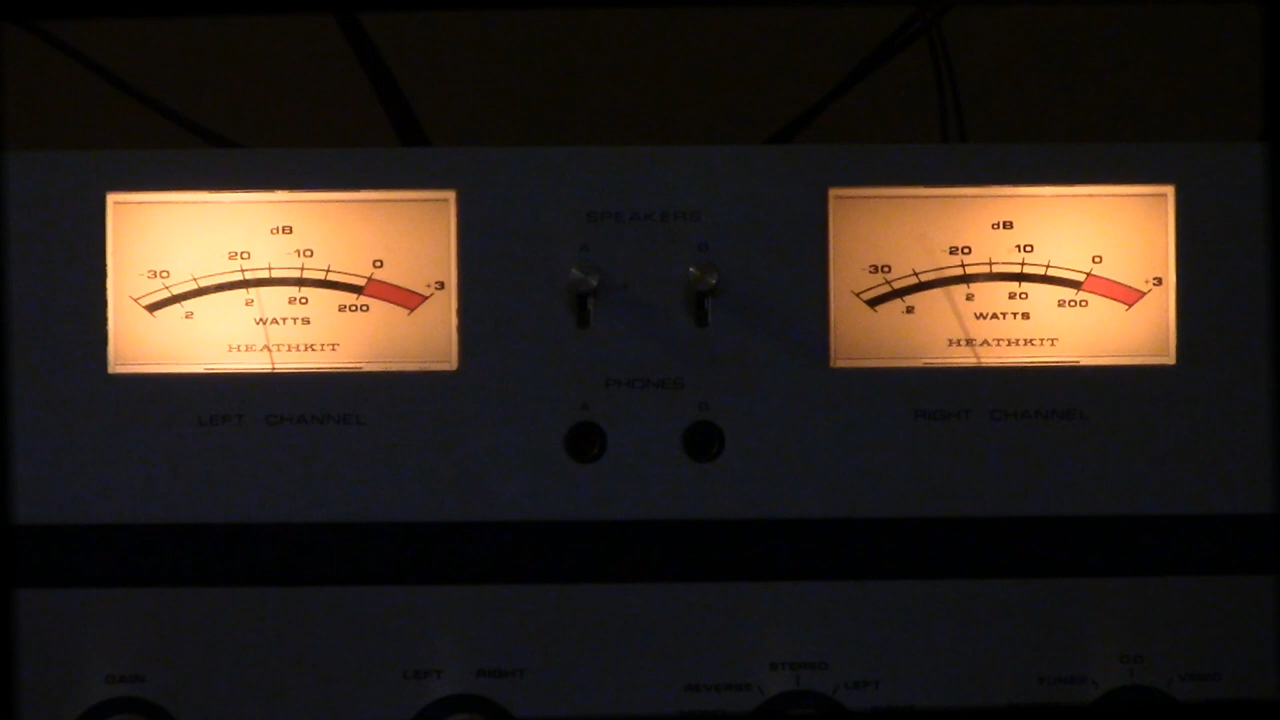 dB
-30 -20 -10 0 +3
.2 2 20 200
WATTS
HEATHKIT
LEFT CHANNEL
SPEAKERS
A B
PHONES
A B
dB
-30 -20 -10 0 +3
.2 2 20 200
WATTS
HEATHKIT
RIGHT CHANNEL
GAIN
LEFT RIGHT
STEREO
REVERSE LEFT
TUNER VIDEO